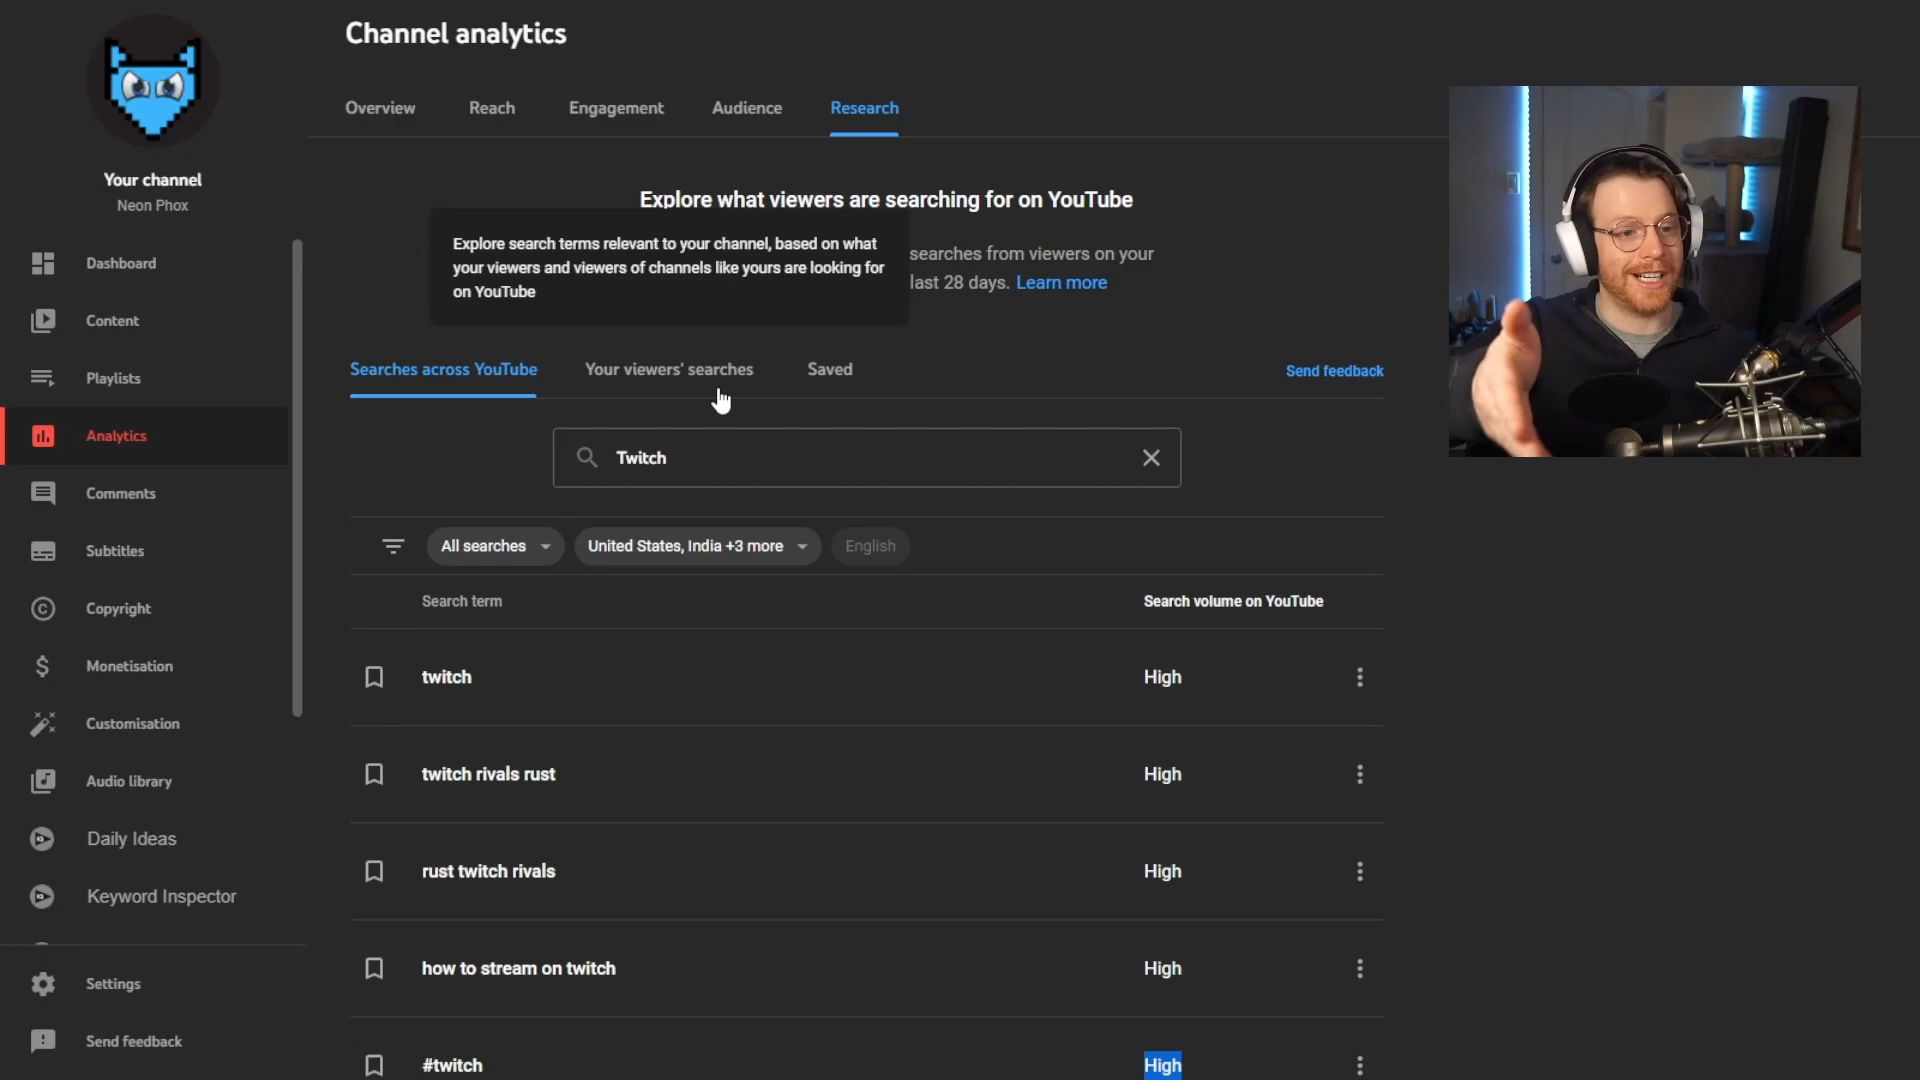 Channel analytics
Overview
Reach
Engagement
Audience
Research
Your channel
Neon Phox
Explore what viewers are searching for on YouTube
Explore search terms relevant to your channel, based on what
your viewers and viewers of channels like yours are looking for
on YouTube
searches from viewers on your
last 28 days. Learn more
Dashboard
Content
Playlists
Analytics
Comments
Subtitles
Copyright
Monetisation
Customisation
Audio library
Daily Ideas
Keyword Inspector
Settings
Send feedback
Searches across YouTube
Your viewers' searches
Saved
Send feedback
Twitch
All searches
United States, India +3 more
English
Search term
Search volume on YouTube
twitch
High
twitch rivals rust
High
rust twitch rivals
High
how to stream on twitch
High
#twitch
High